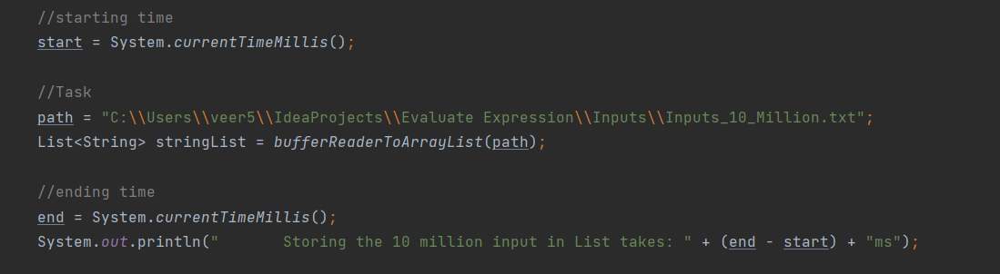 //starting time
start = System.currentTimeMillis();
//Task
path = "C:\\Users\\veer5\\IdeaProjects\\Evaluate Expression\\Inputs\\Inputs_10_Million.txt";
List<String> stringList = bufferReaderToArrayList(path);
//ending time
end = System.currentTimeMillis();
System.out.println("       Storing the 10 million input in List takes: " + (end - start) + "ms");